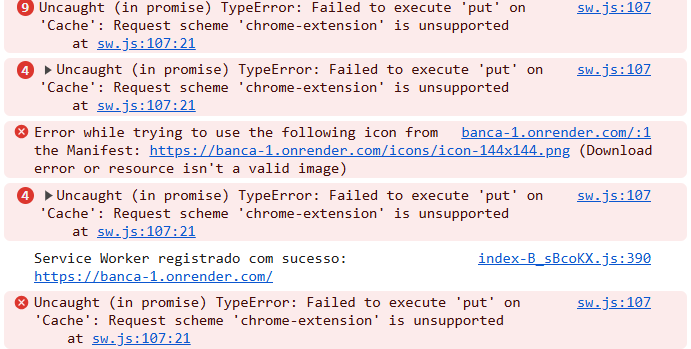 9 Uncaught (in promise) TypeError: Failed to execute 'put' on sw.js:107
'Cache': Request scheme 'chrome-extension' is unsupported
at sw.js:107:21
4 Uncaught (in promise) TypeError: Failed to execute 'put' on sw.js:107
'Cache': Request scheme 'chrome-extension' is unsupported
at sw.js:107:21
Error while trying to use the following icon from banca-1.onrender.com/:1
the Manifest: https://banca-1.onrender.com/icons/icon-144x144.png (Download
error or resource isn't a valid image)
4 Uncaught (in promise) TypeError: Failed to execute 'put' on sw.js:107
'Cache': Request scheme 'chrome-extension' is unsupported
at sw.js:107:21
Service Worker registrado com sucesso: index-B_sBcoKX.js:390
https://banca-1.onrender.com/
Uncaught (in promise) TypeError: Failed to execute 'put' on sw.js:107
'Cache': Request scheme 'chrome-extension' is unsupported
at sw.js:107:21